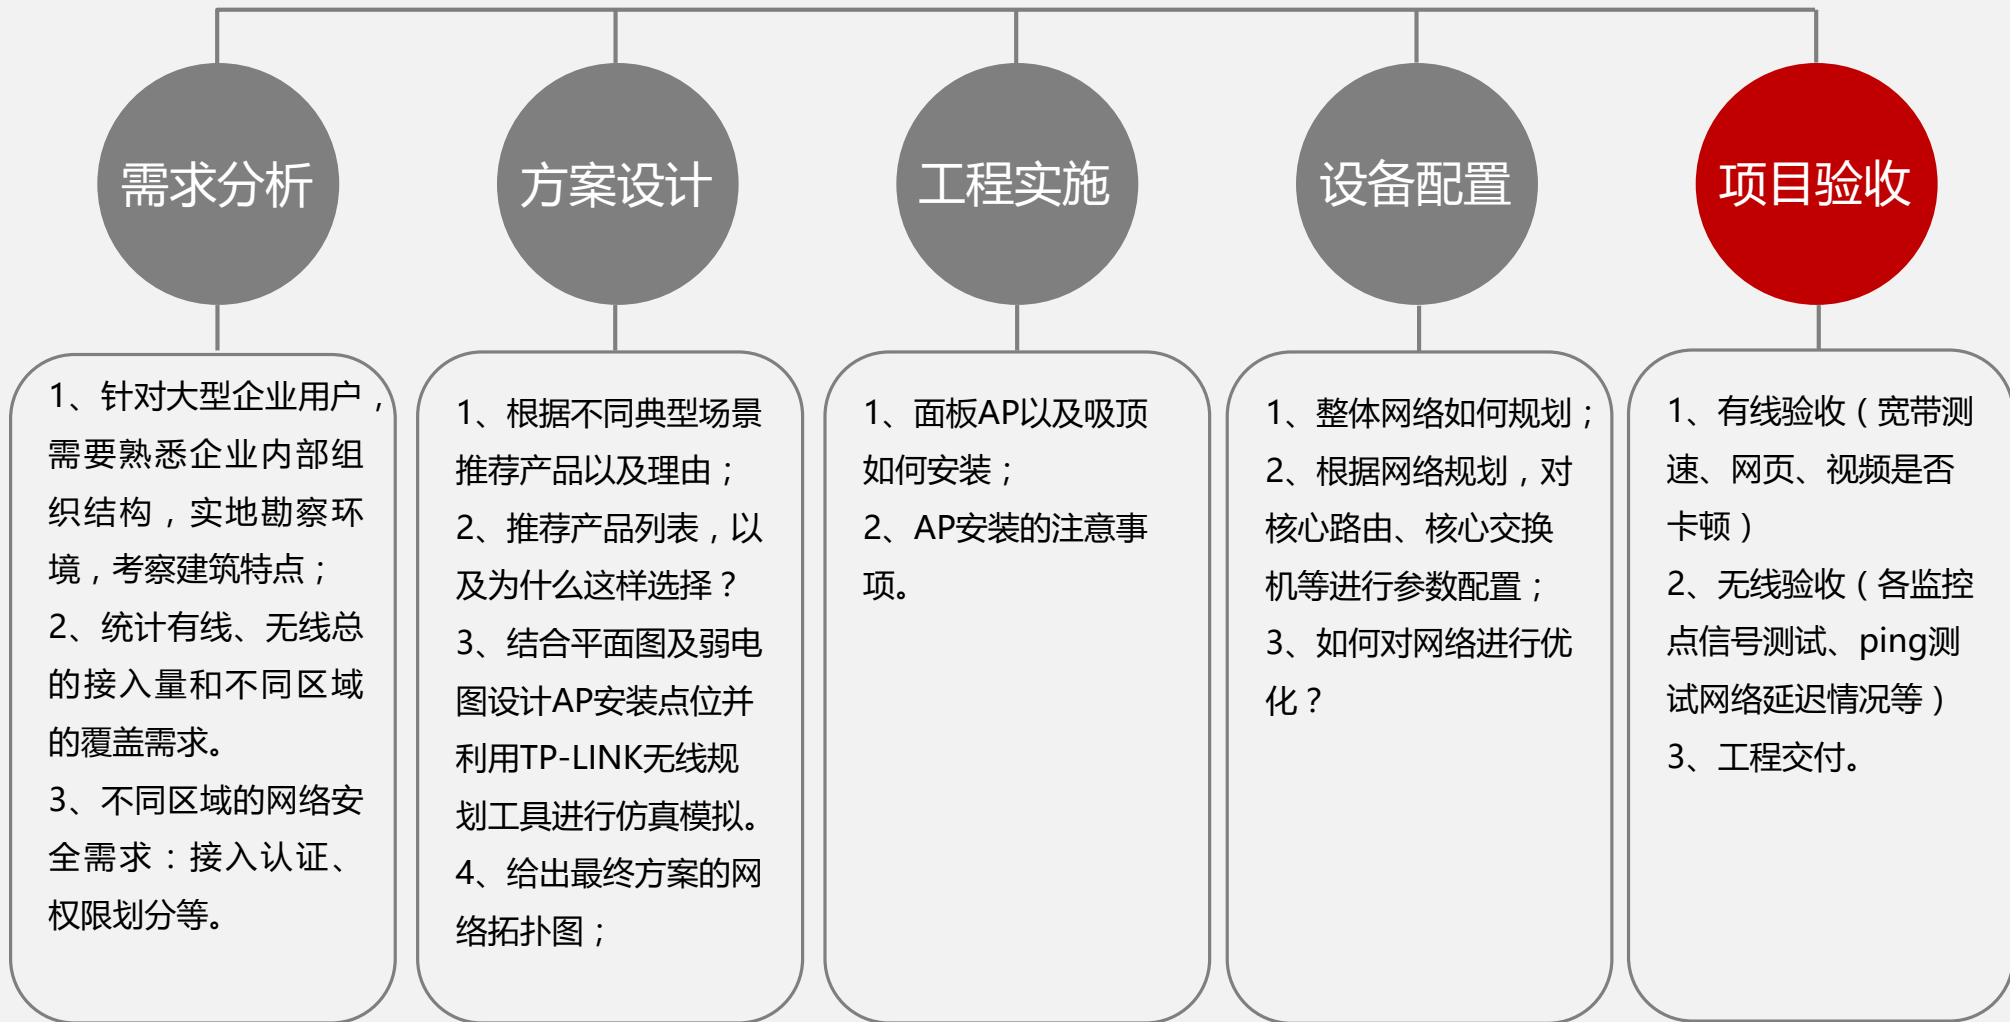 需求分析
方案设计
工程实施
设备配置
项目验收
1、针对大型企业用户，
需要熟悉企业内部组
织结构，实地勘察环
境，考察建筑特点；
2、统计有线、无线总
的接入量和不同区域
的覆盖需求。
3、不同区域的网络安
全需求：接入认证、
权限划分等。
1、根据不同典型场景
推荐产品以及理由；
2、推荐产品列表，以
及为什么这样选择？
3、结合平面图及弱电
图设计AP安装点位并
利用TP-LINK无线规
划工具进行仿真模拟。
4、给出最终方案的网
络拓扑图；
1、面板AP以及吸顶
如何安装；
2、AP安装的注意事
项。
1、整体网络如何规划；
2、根据网络规划，对
核心路由、核心交换
机等进行参数配置；
3、如何对网络进行优
化？
1、有线验收（宽带测
速、网页、视频是否
卡顿）
2、无线验收（各监控
点信号测试、ping测
试网络延迟情况等）
3、工程交付。